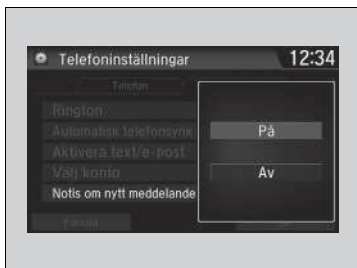 Telefoninställningar
12:34
Telefon
Rington
Automatisk telefonsynk
Aktivera text/e-post
Välj konto
Notis om nytt meddelande
På
Av